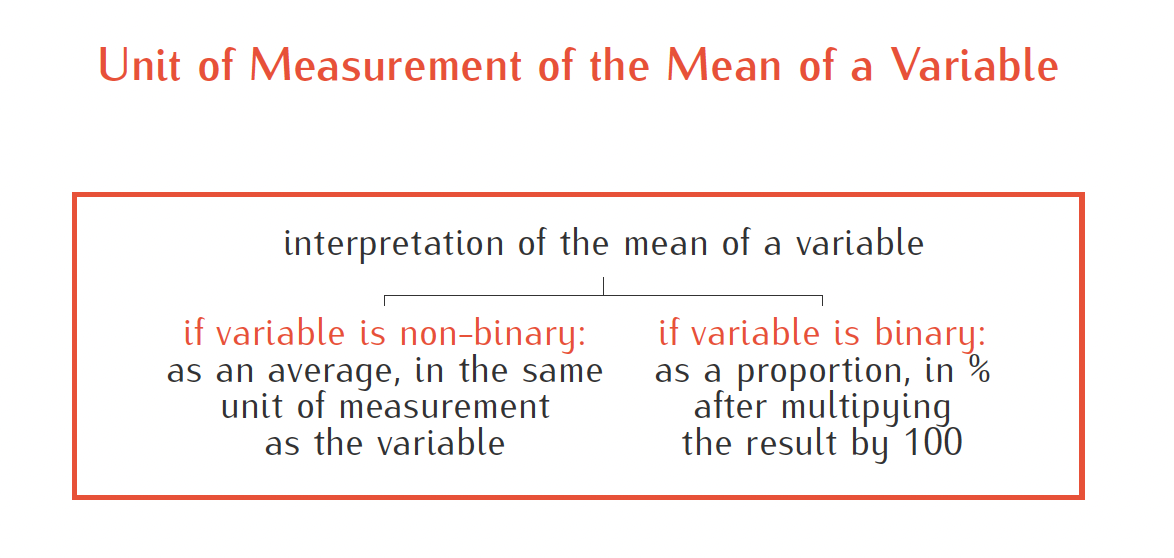 Unit of Measurement of the Mean of a Variable
interpretation of the mean of a variable
if variable is non-binary:
as an average, in the same
unit of measurement
as the variable
if variable is binary:
as a proportion, in %
after multipying
the result by 100